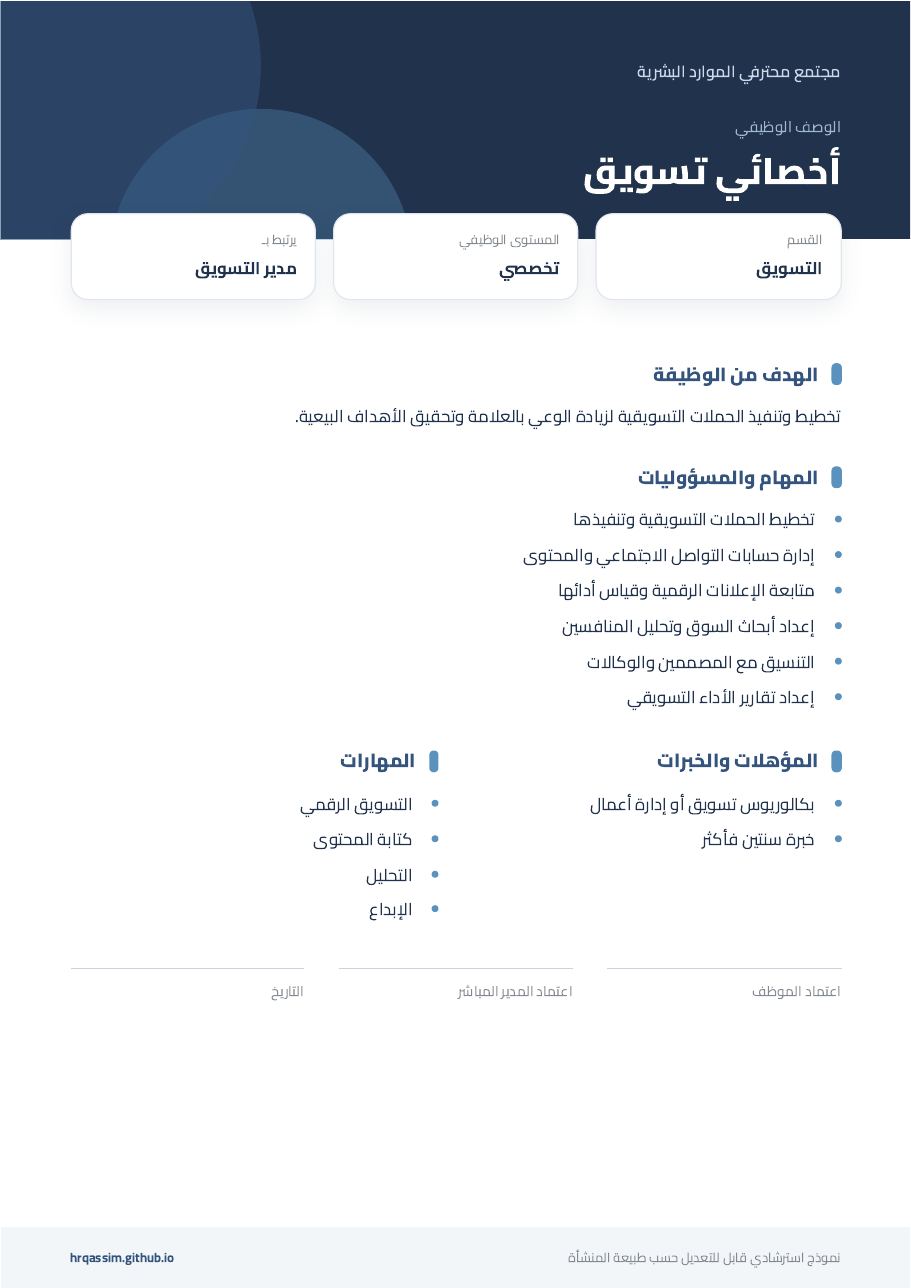 مجتمع محترفي الموارد البشرية
الوصف الوظيفي
أخصائي تسويق
القسم
التسويق
المستوى الوظيفي
تخصصي
يرتبط بـ
مدير التسويق
الهدف من الوظيفة
تخطيط وتنفيذ الحملات التسويقية لزيادة الوعي بالعلامة وتحقيق الأهداف البيعية.
المهام والمسؤوليات
تخطيط الحملات التسويقية وتنفيذها
إدارة حسابات التواصل الاجتماعي والمحتوى
متابعة الإعلانات الرقمية وقياس أدائها
إعداد أبحاث السوق وتحليل المنافسين
التنسيق مع المصممين والوكالات
إعداد تقارير الأداء التسويقي
المؤهلات والخبرات
بكالوريوس تسويق أو إدارة أعمال
خبرة سنتين فأكثر
المهارات
التسويق الرقمي
كتابة المحتوى
التحليل
الإبداع
اعتماد الموظف
اعتماد المدير المباشر
التاريخ
نموذج استرشادي قابل للتعديل حسب طبيعة المنشأة
hrqassim.github.io